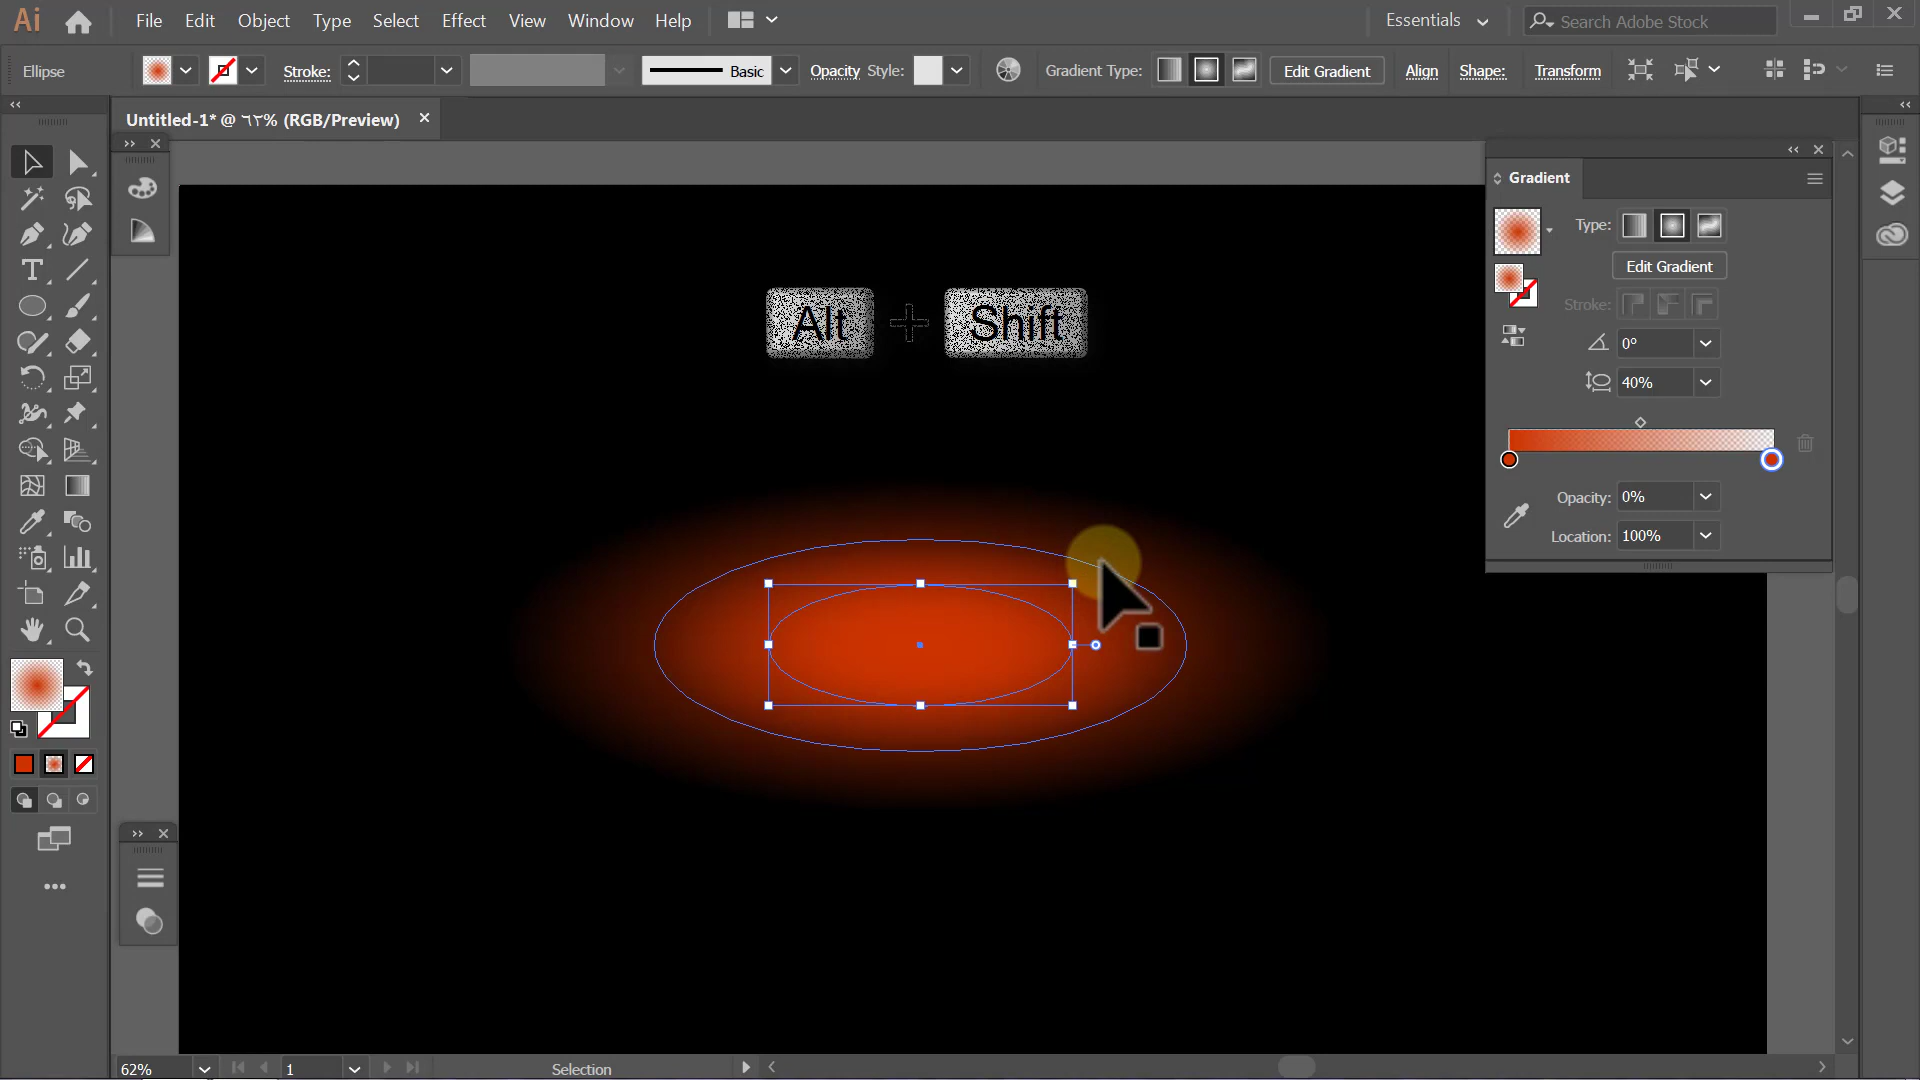 Ai File Edit Object Type Select Effect View Window Help Essentials Search Adobe Stock
Ellipse Stroke: Basic Opacity Style: Gradient Type: Edit Gradient Align Shape: Transform
Untitled-1* @ ٦٢% (RGB/Preview)
Gradient
Type:
Edit Gradient
Stroke:
0°
40%
Opacity: 0%
Location: 100%
Alt + Shift
62% 1 Selection